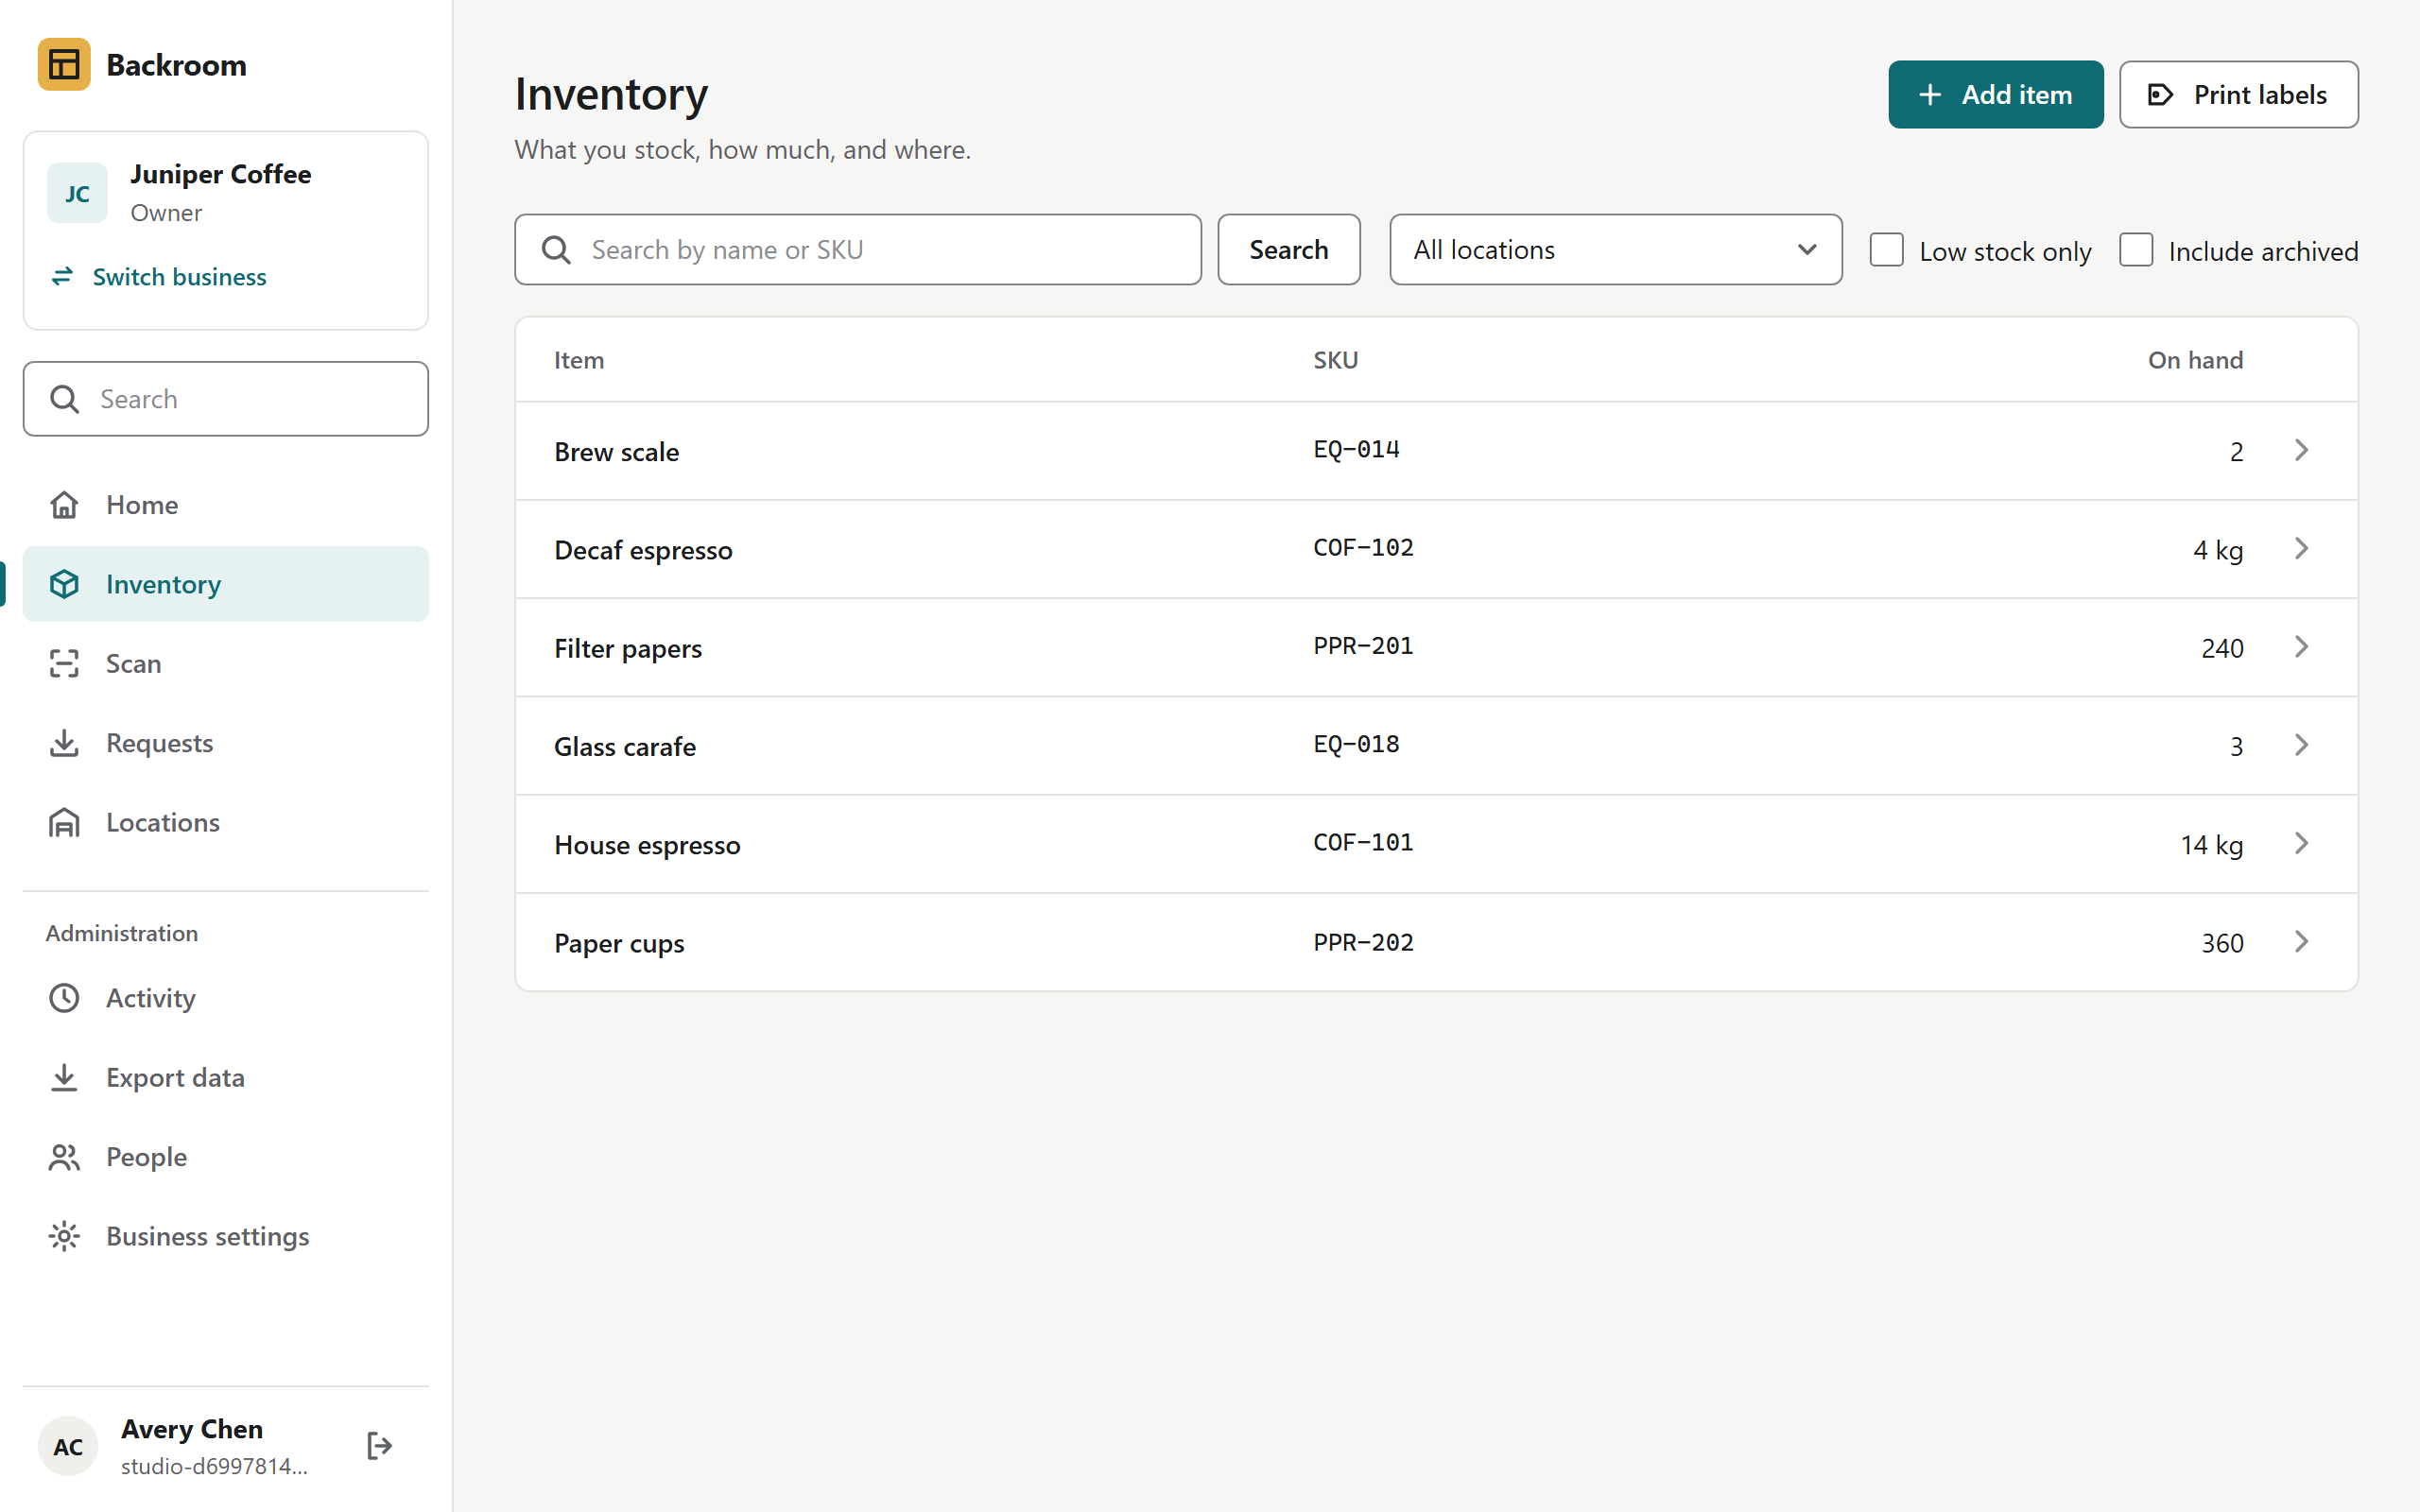 Backroom
JC
Juniper Coffee
Owner
Switch business
Search
Home
Inventory
Scan
Requests
Locations
Administration
Activity
Export data
People
Business settings
AC
Avery Chen
studio-d6997814...
Inventory
What you stock, how much, and where.
Add item
Print labels
Search by name or SKU
Search
All locations
Low stock only
Include archived
Item SKU On hand
Brew scale EQ-014 2
Decaf espresso COF-102 4 kg
Filter papers PPR-201 240
Glass carafe EQ-018 3
House espresso COF-101 14 kg
Paper cups PPR-202 360